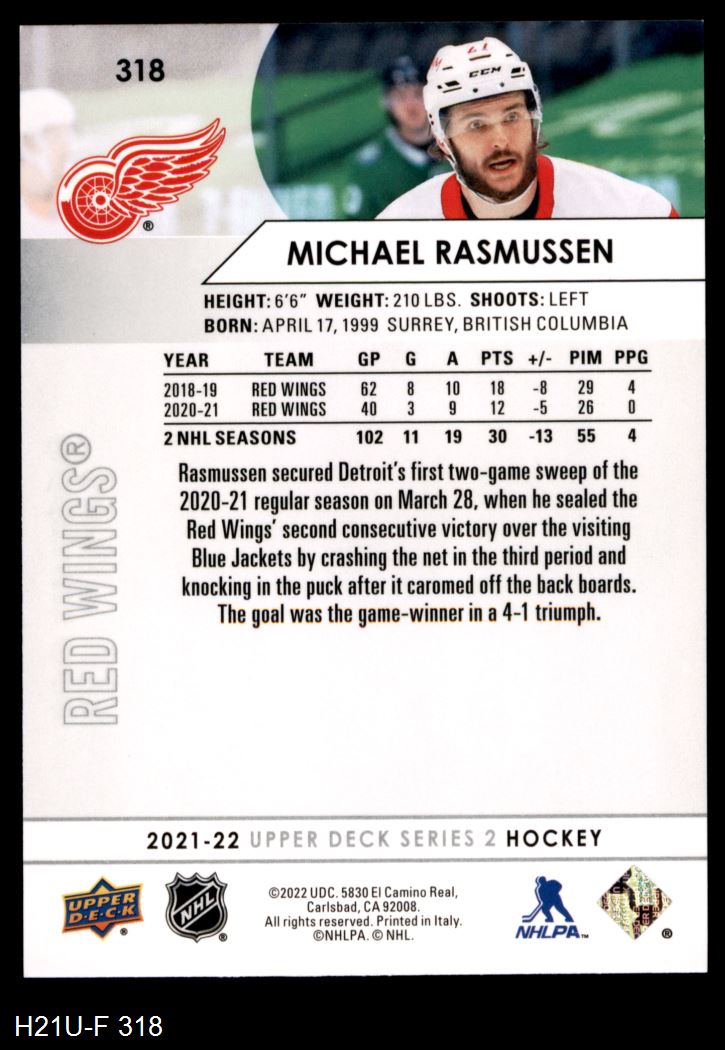 318
27
CCM
®
MICHAEL RASMUSSEN
HEIGHT: 6'6" WEIGHT: 210 LBS. SHOOTS: LEFT
BORN: APRIL 17, 1999 SURREY, BRITISH COLUMBIA
YEAR TEAM GP G A PTS +/- PIM PPG
2018-19 RED WINGS 62 8 10 18 -8 29 4
2020-21 RED WINGS 40 3 9 12 -5 26 0
2 NHL SEASONS 102 11 19 30 -13 55 4
RED WINGS®
Rasmussen secured Detroit's first two-game sweep of the
2020-21 regular season on March 28, when he sealed the
Red Wings' second consecutive victory over the visiting
Blue Jackets by crashing the net in the third period and
knocking in the puck after it caromed off the back boards.
The goal was the game-winner in a 4-1 triumph.
2021-22 UPPER DECK SERIES 2 HOCKEY
UPPER
D·E·C·K
®
NHL
®
©2022 UDC. 5830 El Camino Real,
Carlsbad, CA 92008.
All rights reserved. Printed in Italy.
©NHLPA. © NHL.
NHLPA™
®
H21U-F 318